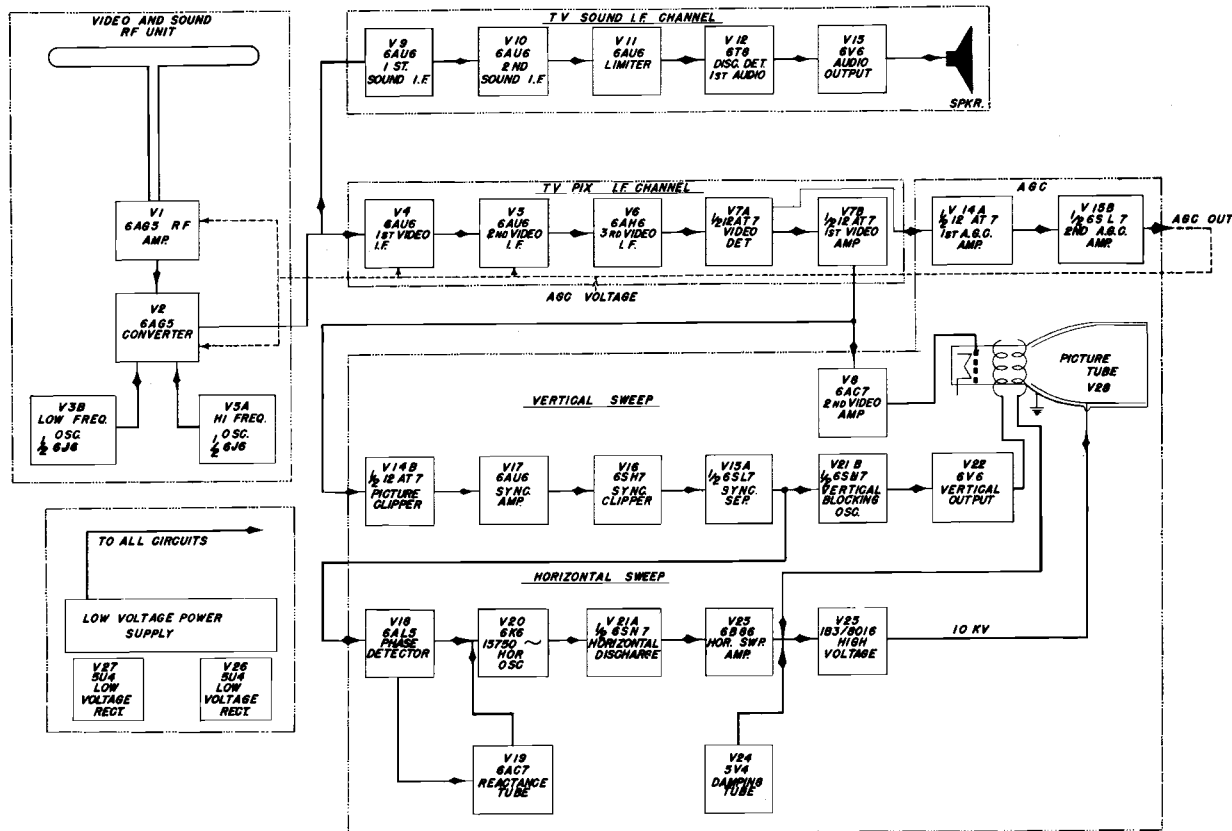 VIDEO AND SOUND
RF UNIT
V1
6AG5 RF
AMP.
V2
6AG5
CONVERTER
V3B
LOW FREQ.
OSC.
1/2 6J6
V3A
HI FREQ.
OSC.
1/2 6J6
TV SOUND I.F. CHANNEL
V9
6AU6
1ST.
SOUND I.F.
V10
6AU6
2ND
SOUND I.F.
V11
6AU6
LIMITER
V12
6T8
DISC. DET.
1ST AUDIO
V13
6V6
AUDIO
OUTPUT
SPKR.
TV PIX I.F. CHANNEL
V4
6AU6
1ST VIDEO
I.F.
V5
6AU6
2ND VIDEO
I.F.
V6
6AH6
3RD VIDEO
I.F.
V7A
1/2 12AT7
VIDEO
DET
V7B
1/2 12AT7
1ST VIDEO
AMP
AGC
V14A
1/2 12 AT 7
1ST A.G.C.
AMP.
V15B
1/2 6SL7
2ND A.G.C.
AMP.
AGC OUT
AGC VOLTAGE
V8
6AC7
2ND VIDEO
AMP
PICTURE
TUBE
V28
VERTICAL SWEEP
V14B
1/2 12 AT 7
PICTURE
CLIPPER
V17
6AU6
SYNC.
AMP.
V16
6SH7
SYNC.
CLIPPER
V15A
1/2 6SL7
SYNC.
SEP.
V21B
1/2 6SN7
VERTICAL
BLOCKING
OSC.
V22
6V6
VERTICAL
OUTPUT
HORIZONTAL SWEEP
V18
6AL5
PHASE
DETECTOR
V20
6K6
15750 ~
HOR
OSC
V21A
1/2 6SN7
HORIZONTAL
DISCHARGE
V25
6BG6
HOR. SWP.
AMP.
V23
1B3/8016
HIGH
VOLTAGE
10 KV
V19
6AC7
REACTANCE
TUBE
V24
5V4
DAMPING
TUBE
TO ALL CIRCUITS
LOW VOLTAGE POWER
SUPPLY
V27
5U4
LOW
VOLTAGE
RECT.
V26
5U4
LOW
VOLTAGE
RECT.